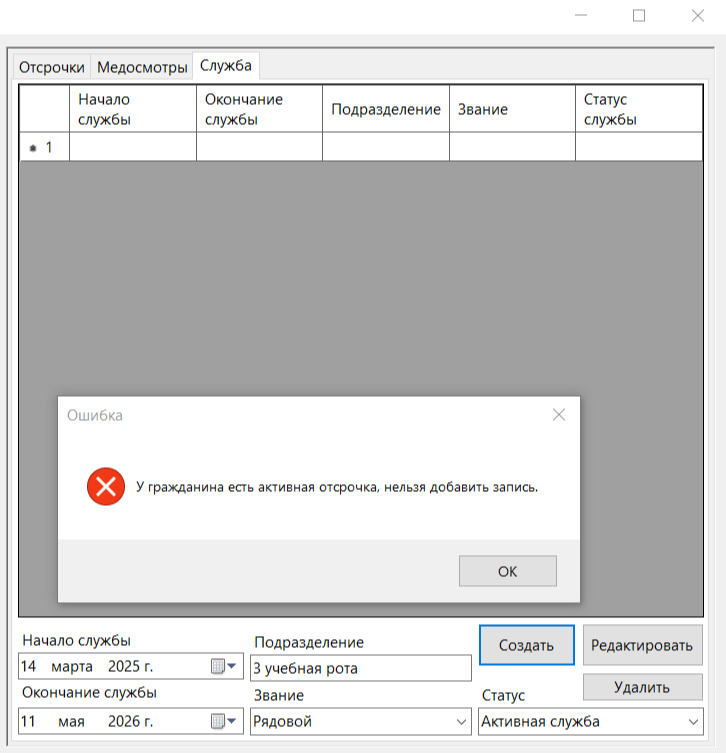 Отсрочки Медосмотры Служба
Начало службы Окончание службы Подразделение Звание Статус службы
1
Ошибка
У гражданина есть активная отсрочка, нельзя добавить запись.
ОК
Начало службы
14 марта 2025 г.
Окончание службы
11 мая 2026 г.
Подразделение
3 учебная рота
Звание
Рядовой
Создать Редактировать
Удалить
Статус
Активная служба